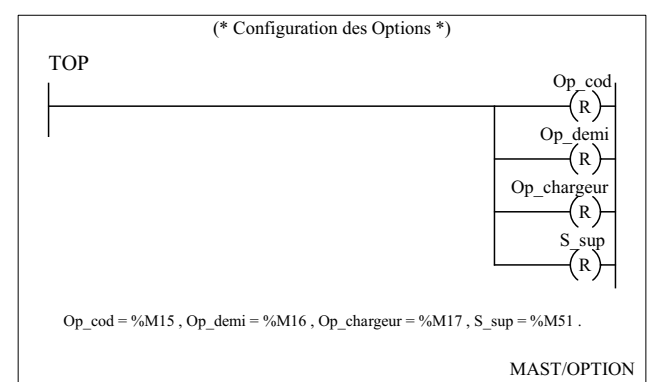 (* Configuration des Options *)
TOP
Op_cod
R
Op_demi
R
Op_chargeur
R
S_sup
R
Op_cod = %M15 , Op_demi = %M16 , Op_chargeur = %M17 , S_sup = %M51 .
MAST/OPTION